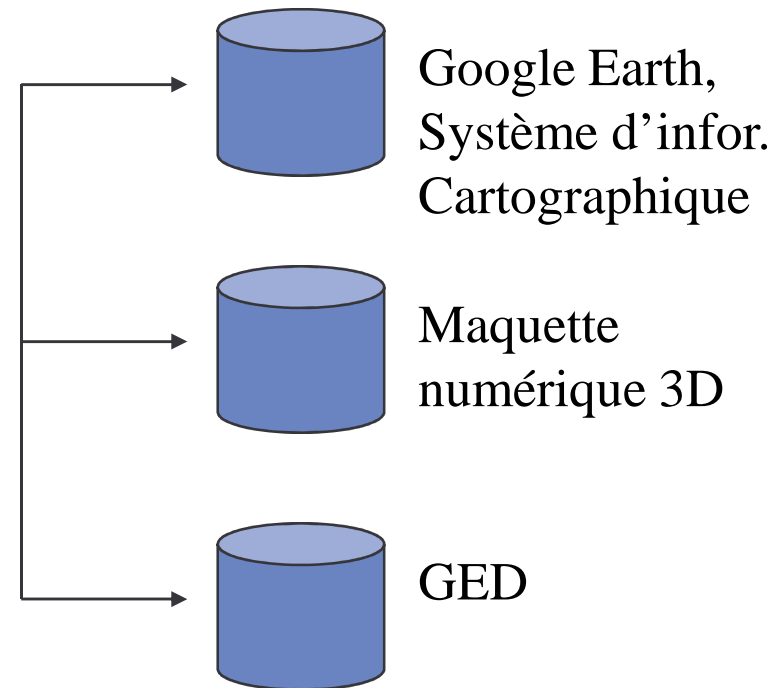 Google Earth,
Système d’infor.
Cartographique
Maquette
numérique 3D
GED